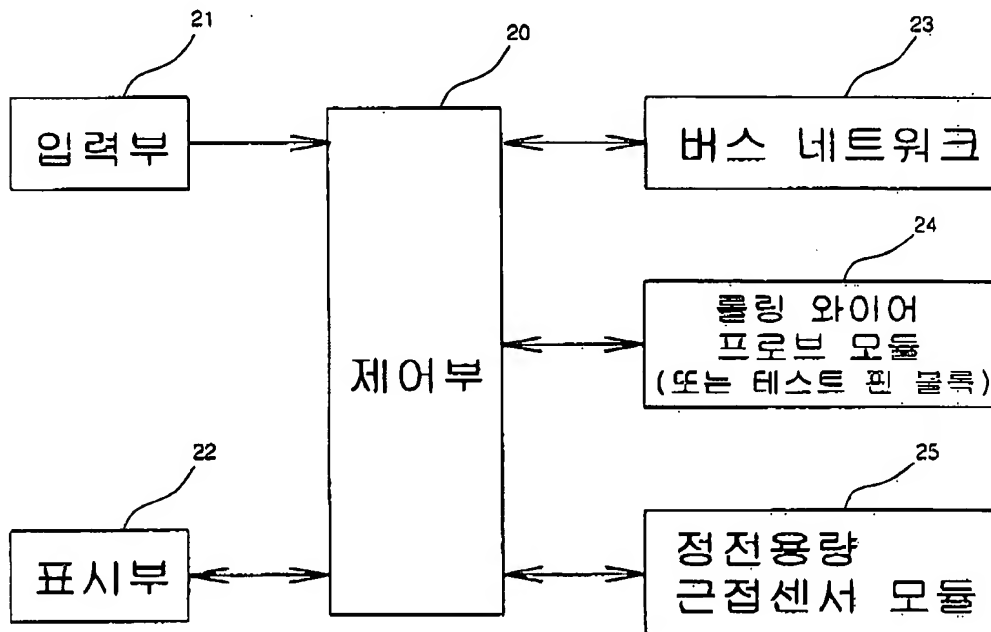 21
20
23
입력부
버스 네트워크
24
롤링 와이어
프로브 모듈
(또는 테스트 핀 블록)
제어부
22
25
표시부
정전용량
근접센서 모듈